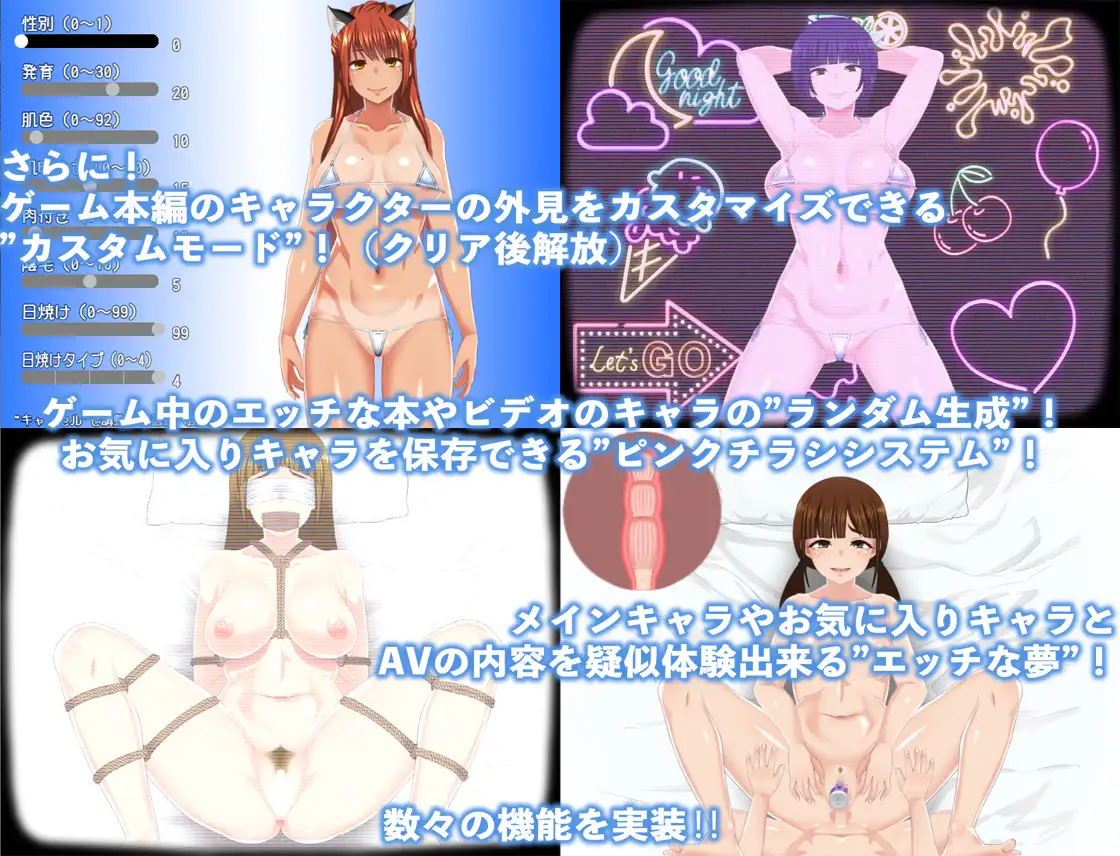 性別（0～1）
0
発育（0～30）
20
肌色（0～92）
10
さらに！
15
ゲーム本編のキャラクターの外見をカスタマイズできる
”カスタムモード”！（クリア後解放）
5
日焼け（0～99）
99
日焼けタイプ（0～4）
4
Good
night
Let's GO
ゲーム中のエッチな本やビデオのキャラの”ランダム生成”！
お気に入りキャラを保存できる”ピンクチラシシステム”！
メインキャラやお気に入りキャラと
AVの内容を疑似体験出来る”エッチな夢”！
数々の機能を実装!!